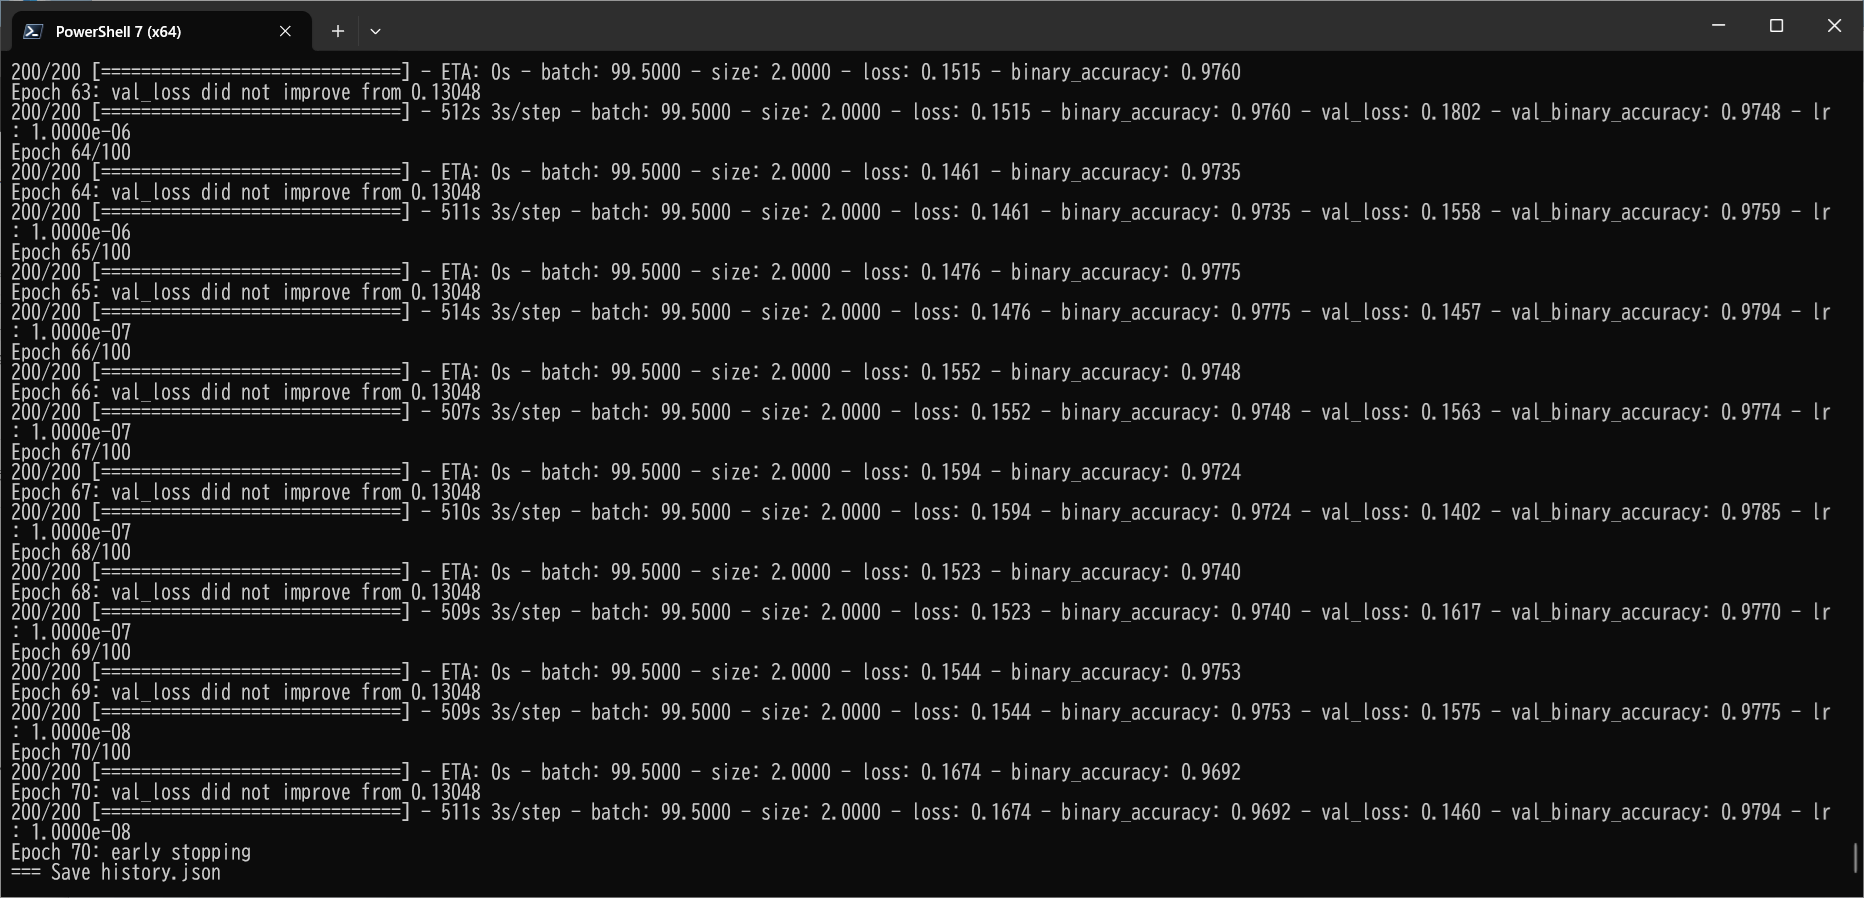 PowerShell 7 (x64)
200/200 [==============================] - ETA: 0s - batch: 99.5000 - size: 2.0000 - loss: 0.1515 - binary_accuracy: 0.9760
Epoch 63: val_loss did not improve from 0.13048
200/200 [==============================] - 512s 3s/step - batch: 99.5000 - size: 2.0000 - loss: 0.1515 - binary_accuracy: 0.9760 - val_loss: 0.1802 - val_binary_accuracy: 0.9748 - lr
: 1.0000e-06
Epoch 64/100
200/200 [==============================] - ETA: 0s - batch: 99.5000 - size: 2.0000 - loss: 0.1461 - binary_accuracy: 0.9735
Epoch 64: val_loss did not improve from 0.13048
200/200 [==============================] - 511s 3s/step - batch: 99.5000 - size: 2.0000 - loss: 0.1461 - binary_accuracy: 0.9735 - val_loss: 0.1558 - val_binary_accuracy: 0.9759 - lr
: 1.0000e-06
Epoch 65/100
200/200 [==============================] - ETA: 0s - batch: 99.5000 - size: 2.0000 - loss: 0.1476 - binary_accuracy: 0.9775
Epoch 65: val_loss did not improve from 0.13048
200/200 [==============================] - 514s 3s/step - batch: 99.5000 - size: 2.0000 - loss: 0.1476 - binary_accuracy: 0.9775 - val_loss: 0.1457 - val_binary_accuracy: 0.9794 - lr
: 1.0000e-07
Epoch 66/100
200/200 [==============================] - ETA: 0s - batch: 99.5000 - size: 2.0000 - loss: 0.1552 - binary_accuracy: 0.9748
Epoch 66: val_loss did not improve from 0.13048
200/200 [==============================] - 507s 3s/step - batch: 99.5000 - size: 2.0000 - loss: 0.1552 - binary_accuracy: 0.9748 - val_loss: 0.1563 - val_binary_accuracy: 0.9774 - lr
: 1.0000e-07
Epoch 67/100
200/200 [==============================] - ETA: 0s - batch: 99.5000 - size: 2.0000 - loss: 0.1594 - binary_accuracy: 0.9724
Epoch 67: val_loss did not improve from 0.13048
200/200 [==============================] - 510s 3s/step - batch: 99.5000 - size: 2.0000 - loss: 0.1594 - binary_accuracy: 0.9724 - val_loss: 0.1402 - val_binary_accuracy: 0.9785 - lr
: 1.0000e-07
Epoch 68/100
200/200 [==============================] - ETA: 0s - batch: 99.5000 - size: 2.0000 - loss: 0.1523 - binary_accuracy: 0.9740
Epoch 68: val_loss did not improve from 0.13048
200/200 [==============================] - 509s 3s/step - batch: 99.5000 - size: 2.0000 - loss: 0.1523 - binary_accuracy: 0.9740 - val_loss: 0.1617 - val_binary_accuracy: 0.9770 - lr
: 1.0000e-07
Epoch 69/100
200/200 [==============================] - ETA: 0s - batch: 99.5000 - size: 2.0000 - loss: 0.1544 - binary_accuracy: 0.9753
Epoch 69: val_loss did not improve from 0.13048
200/200 [==============================] - 509s 3s/step - batch: 99.5000 - size: 2.0000 - loss: 0.1544 - binary_accuracy: 0.9753 - val_loss: 0.1575 - val_binary_accuracy: 0.9775 - lr
: 1.0000e-08
Epoch 70/100
200/200 [==============================] - ETA: 0s - batch: 99.5000 - size: 2.0000 - loss: 0.1674 - binary_accuracy: 0.9692
Epoch 70: val_loss did not improve from 0.13048
200/200 [==============================] - 511s 3s/step - batch: 99.5000 - size: 2.0000 - loss: 0.1674 - binary_accuracy: 0.9692 - val_loss: 0.1460 - val_binary_accuracy: 0.9794 - lr
: 1.0000e-08
Epoch 70: early stopping
=== Save history.json